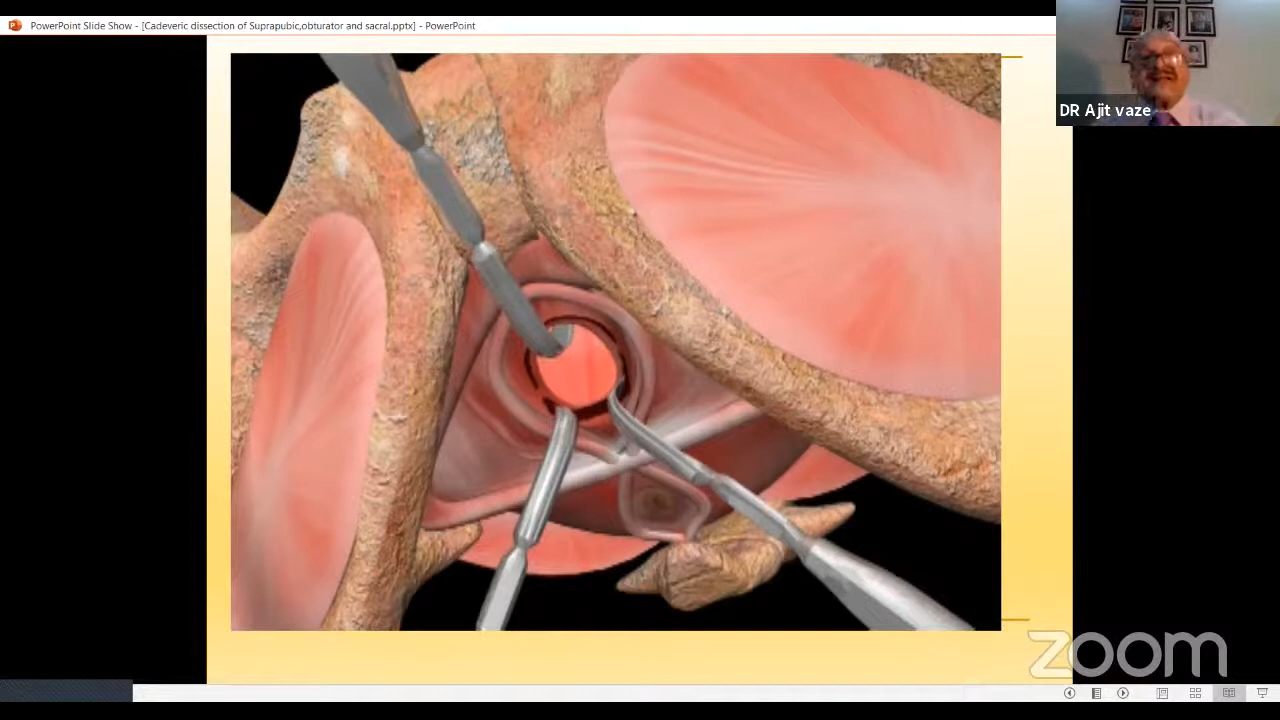 PowerPoint Slide Show - [Cadeveric dissection of Suprapubic,obturator and sacral.pptx] - PowerPoint
DR Ajit vaze
zoom